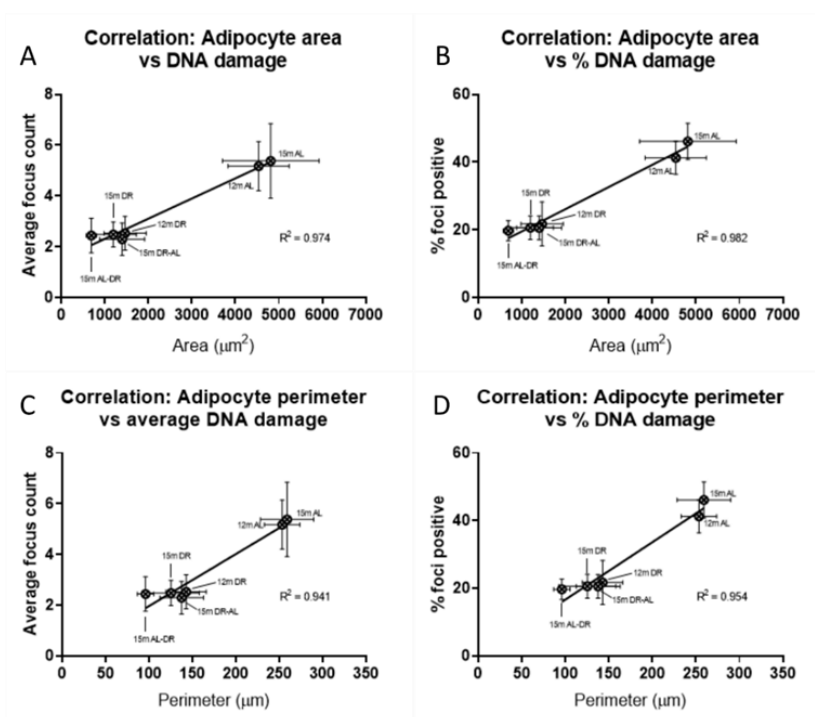 A
Correlation: Adipocyte area
vs DNA damage
Average focus count
8
6
4
2
0
15m AL
12m AL
15m DR
12m DR
15m DR-AL
15m AL-DR
R² = 0.974
0 1000 2000 3000 4000 5000 6000 7000
Area (μm²)
B
Correlation: Adipocyte area
vs % DNA damage
% foci positive
60
40
20
0
15m AL
12m AL
15m DR
12m DR
15m DR-AL
15m AL-DR
R² = 0.982
0 1000 2000 3000 4000 5000 6000 7000
Area (μm²)
C
Correlation: Adipocyte perimeter
vs average DNA damage
Average focus count
8
6
4
2
0
15m AL
12m AL
15m DR
12m DR
15m DR-AL
15m AL-DR
R² = 0.941
0 50 100 150 200 250 300 350
Perimeter (μm)
D
Correlation: Adipocyte perimeter
vs % DNA damage
% foci positive
60
40
20
0
15m AL
12m AL
15m DR
12m DR
15m DR-AL
15m AL-DR
R² = 0.954
0 50 100 150 200 250 300 350
Perimeter (μm)